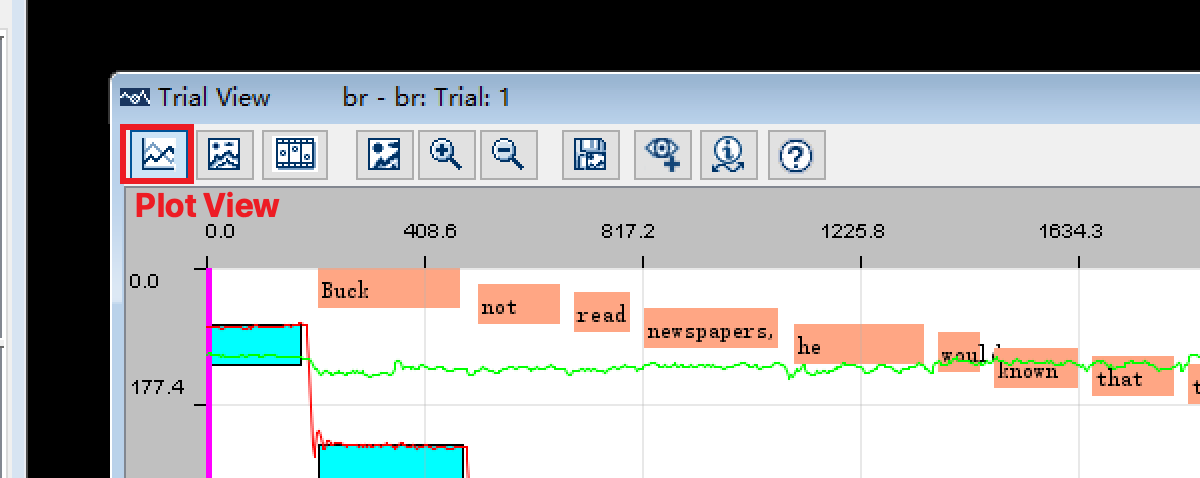 Trial View br - br: Trial: 1
Plot View
0.0 408.6 817.2 1225.8 1634.3
0.0
Buck
not
read
newspapers,
he
known
that
177.4